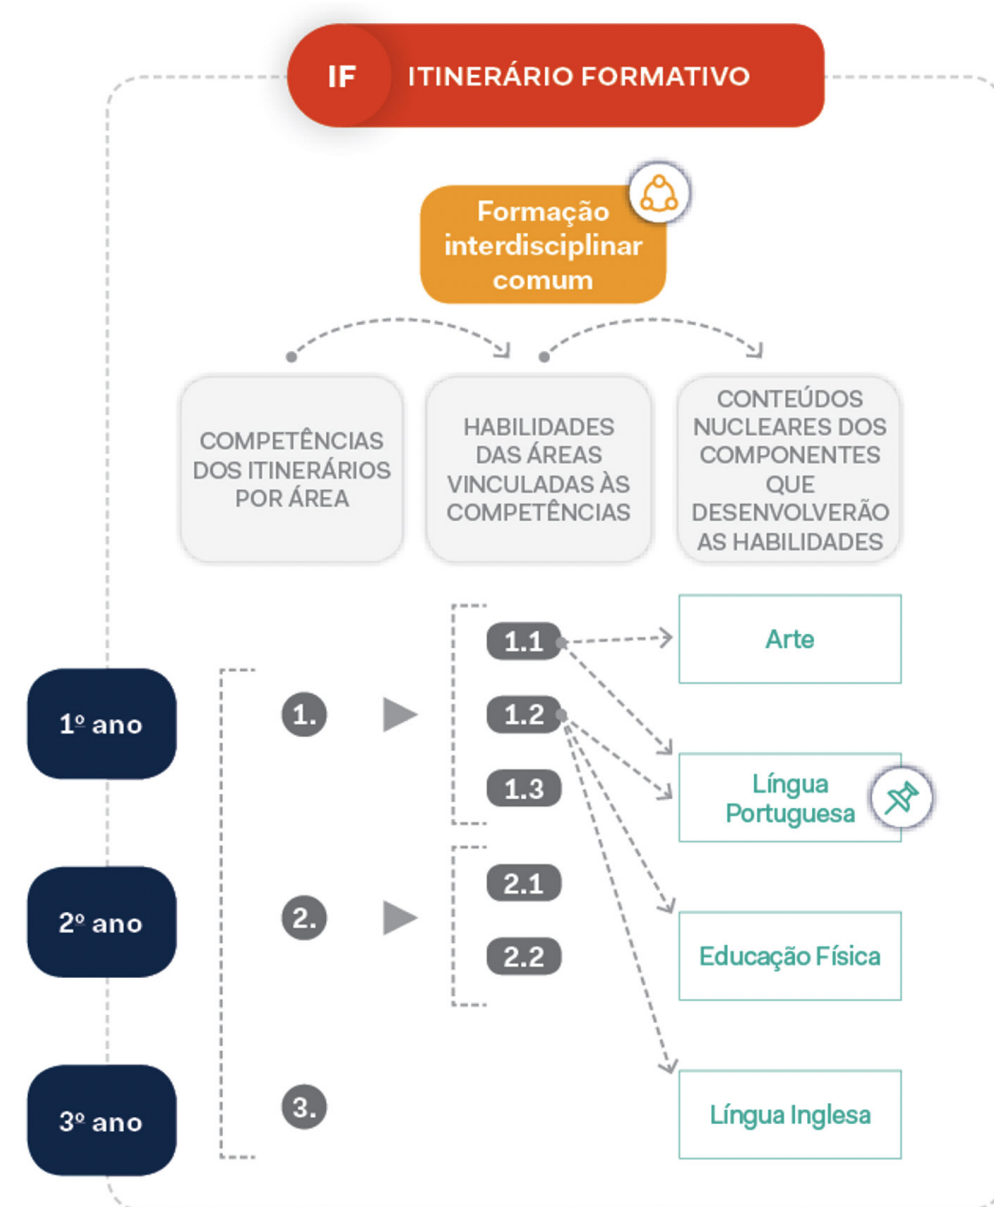 IF ITINERÁRIO FORMATIVO
Formação
interdisciplinar
comum
COMPETÊNCIAS
DOS ITINERÁRIOS
POR ÁREA
HABILIDADES
DAS ÁREAS
VINCULADAS ÀS
COMPETÊNCIAS
CONTEÚDOS
NUCLEARES DOS
COMPONENTES
QUE
DESENVOLVERÃO
AS HABILIDADES
1º ano
2º ano
3º ano
1.
2.
3.
1.1
1.2
1.3
2.1
2.2
Arte
Língua
Portuguesa
Educação Física
Língua Inglesa